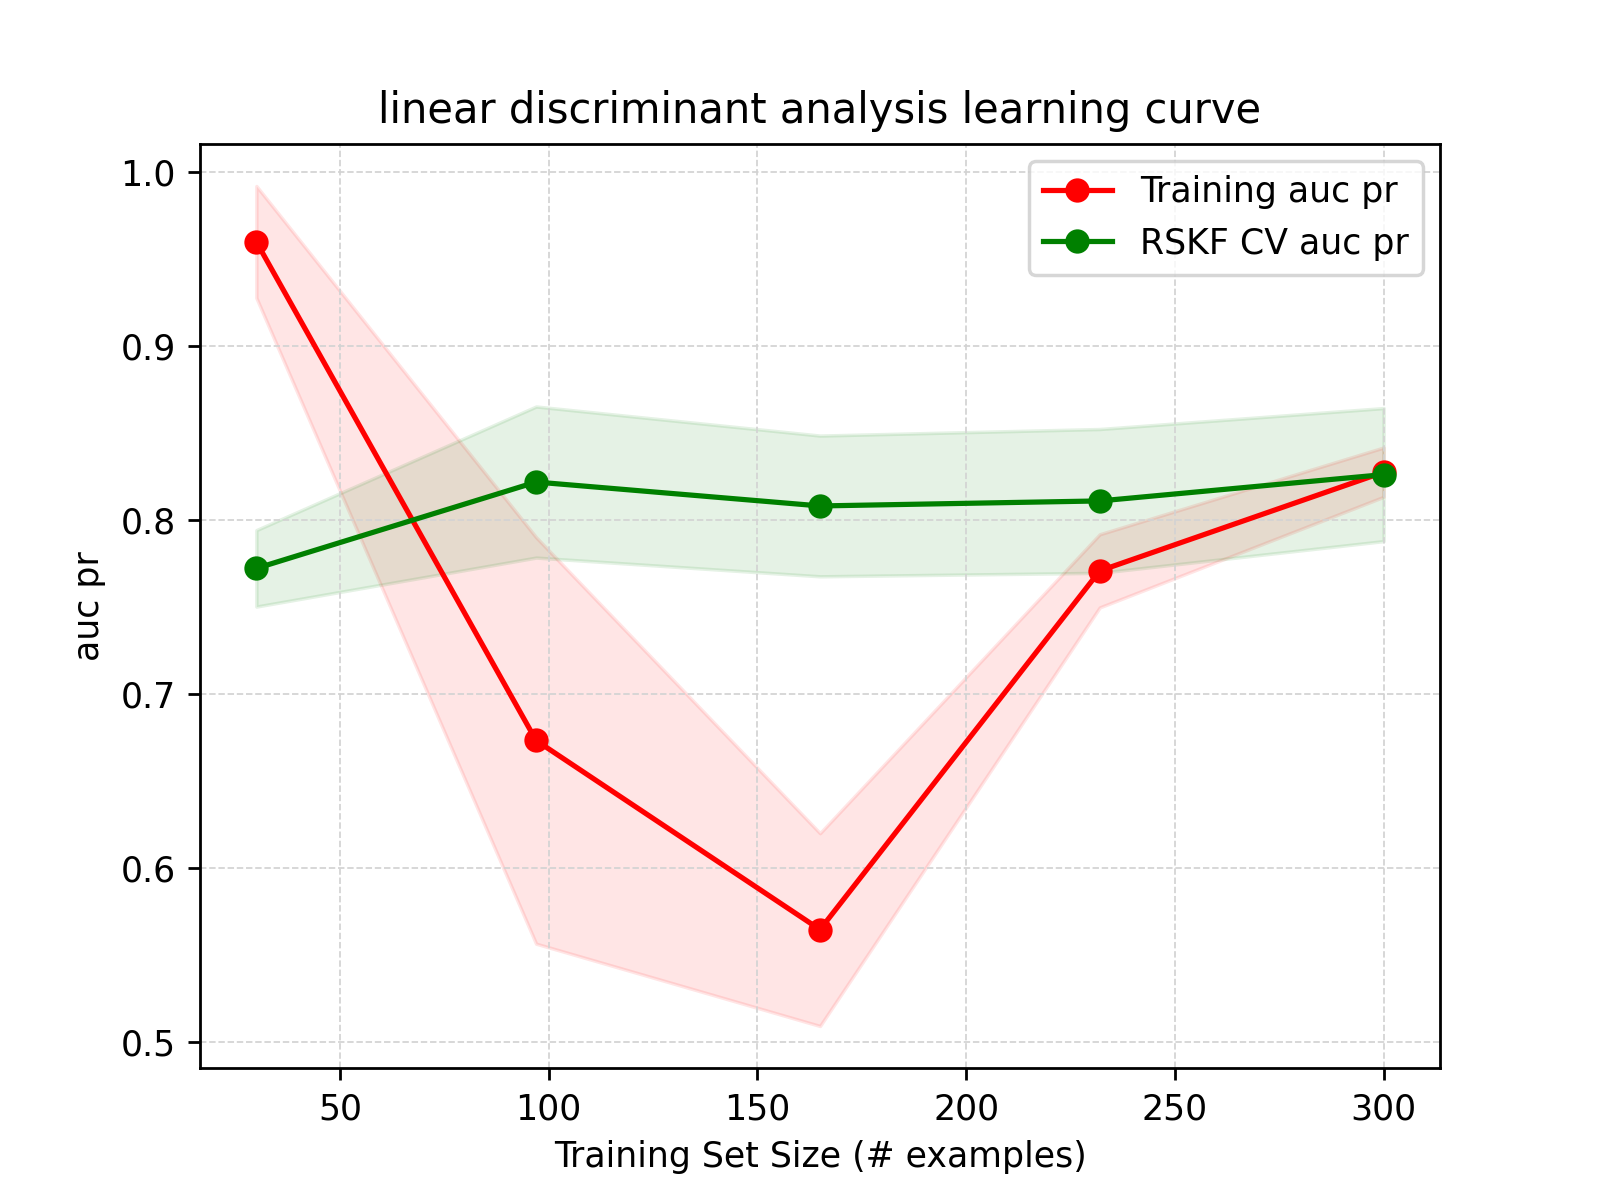 linear discriminant analysis learning curve
Training auc pr
RSKF CV auc pr
auc pr
1.0
0.9
0.8
0.7
0.6
0.5
50 100 150 200 250 300
Training Set Size (# examples)